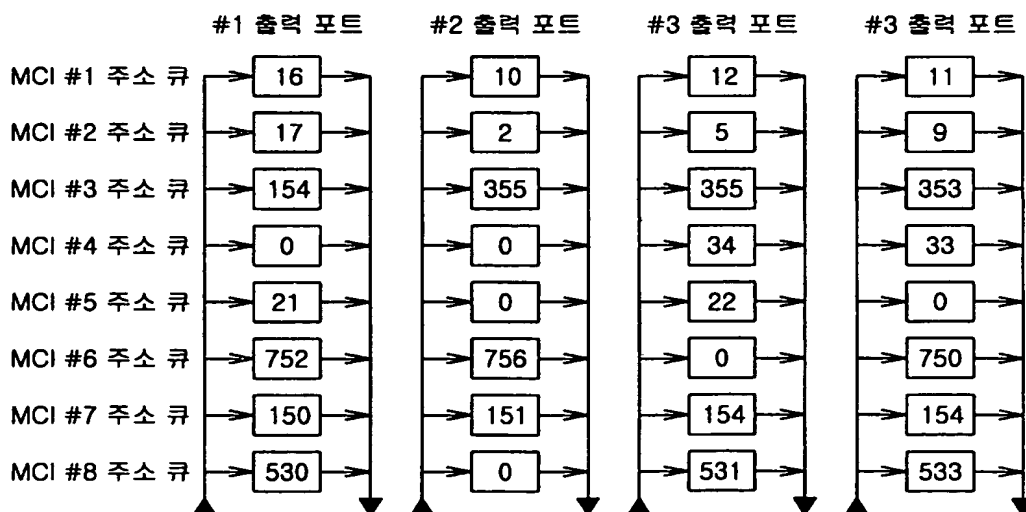 #1 출력 포트 #2 출력 포트 #3 출력 포트 #3 출력 포트
MCI #1 주소 큐 16 10 12 11
MCI #2 주소 큐 17 2 5 9
MCI #3 주소 큐 154 355 355 353
MCI #4 주소 큐 0 0 34 33
MCI #5 주소 큐 21 0 22 0
MCI #6 주소 큐 752 756 0 750
MCI #7 주소 큐 150 151 154 154
MCI #8 주소 큐 530 0 531 533